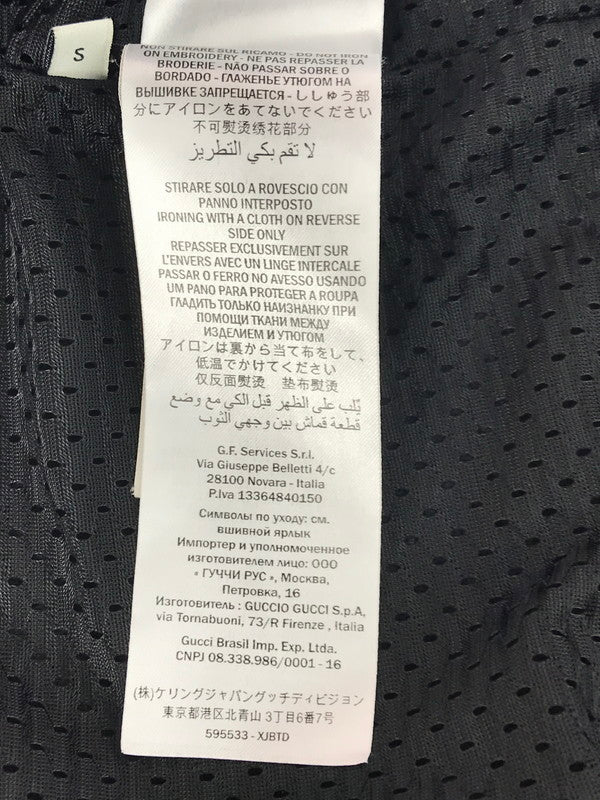 S
NON STIRARE SUL RICAMO - DO NOT IRON
ON EMBROIDERY - NE PAS REPASSER LA
BRODERIE - NÃO PASSAR SOBRE O
BORDADO - ГЛАЖЕНЬЕ УТЮГОМ НА
ВЫШИВКЕ ЗАПРЕЩАЕТСЯ - ししゅう部
分にアイロンをあてないでください
不可熨烫绣花部分
لا تقم بكي التطريز
STIRARE SOLO A ROVESCIO CON
PANNO INTERPOSTO
IRONING WITH A CLOTH ON REVERSE
SIDE ONLY
REPASSER EXCLUSIVEMENT SUR
L'ENVERS AVEC UN LINGE INTERCALE
PASSAR O FERRO NO AVESSO USANDO
UM PANO PARA PROTEGER A ROUPA
ГЛАДИТЬ ТОЛЬКО НАИЗНАНКУ ПРИ
ПОМОЩИ ТКАНИ МЕЖДУ
ИЗДЕЛИЕМ И УТЮГОМ
アイロンは裏から当て布をして、
低温でかけてください
仅反面熨烫 垫布熨烫
يُلب على الظهر قبل الكي مع وضع
قطعة قماش بين وجهي الثوب
G.F. Services S.r.l.
Via Giuseppe Belletti 4/c
28100 Novara - Italia
P.Iva 13364840150
Символы по уходу: см.
вшивной ярлык
Импортер и уполномоченное
изготовителем лицо: ООО
« ГУЧЧИ РУС », Москва,
Петровка, 16
Изготовитель : GUCCIO GUCCI S.p.A,
via Tornabuoni, 73/R Firenze , Italia
Gucci Brasil Imp. Exp. Ltda.
CNPJ 08.338.986/0001 - 16
(株)ケリングジャパングッチディビジョン
東京都港区北青山 3丁目6番7号
595533 - XJBTD